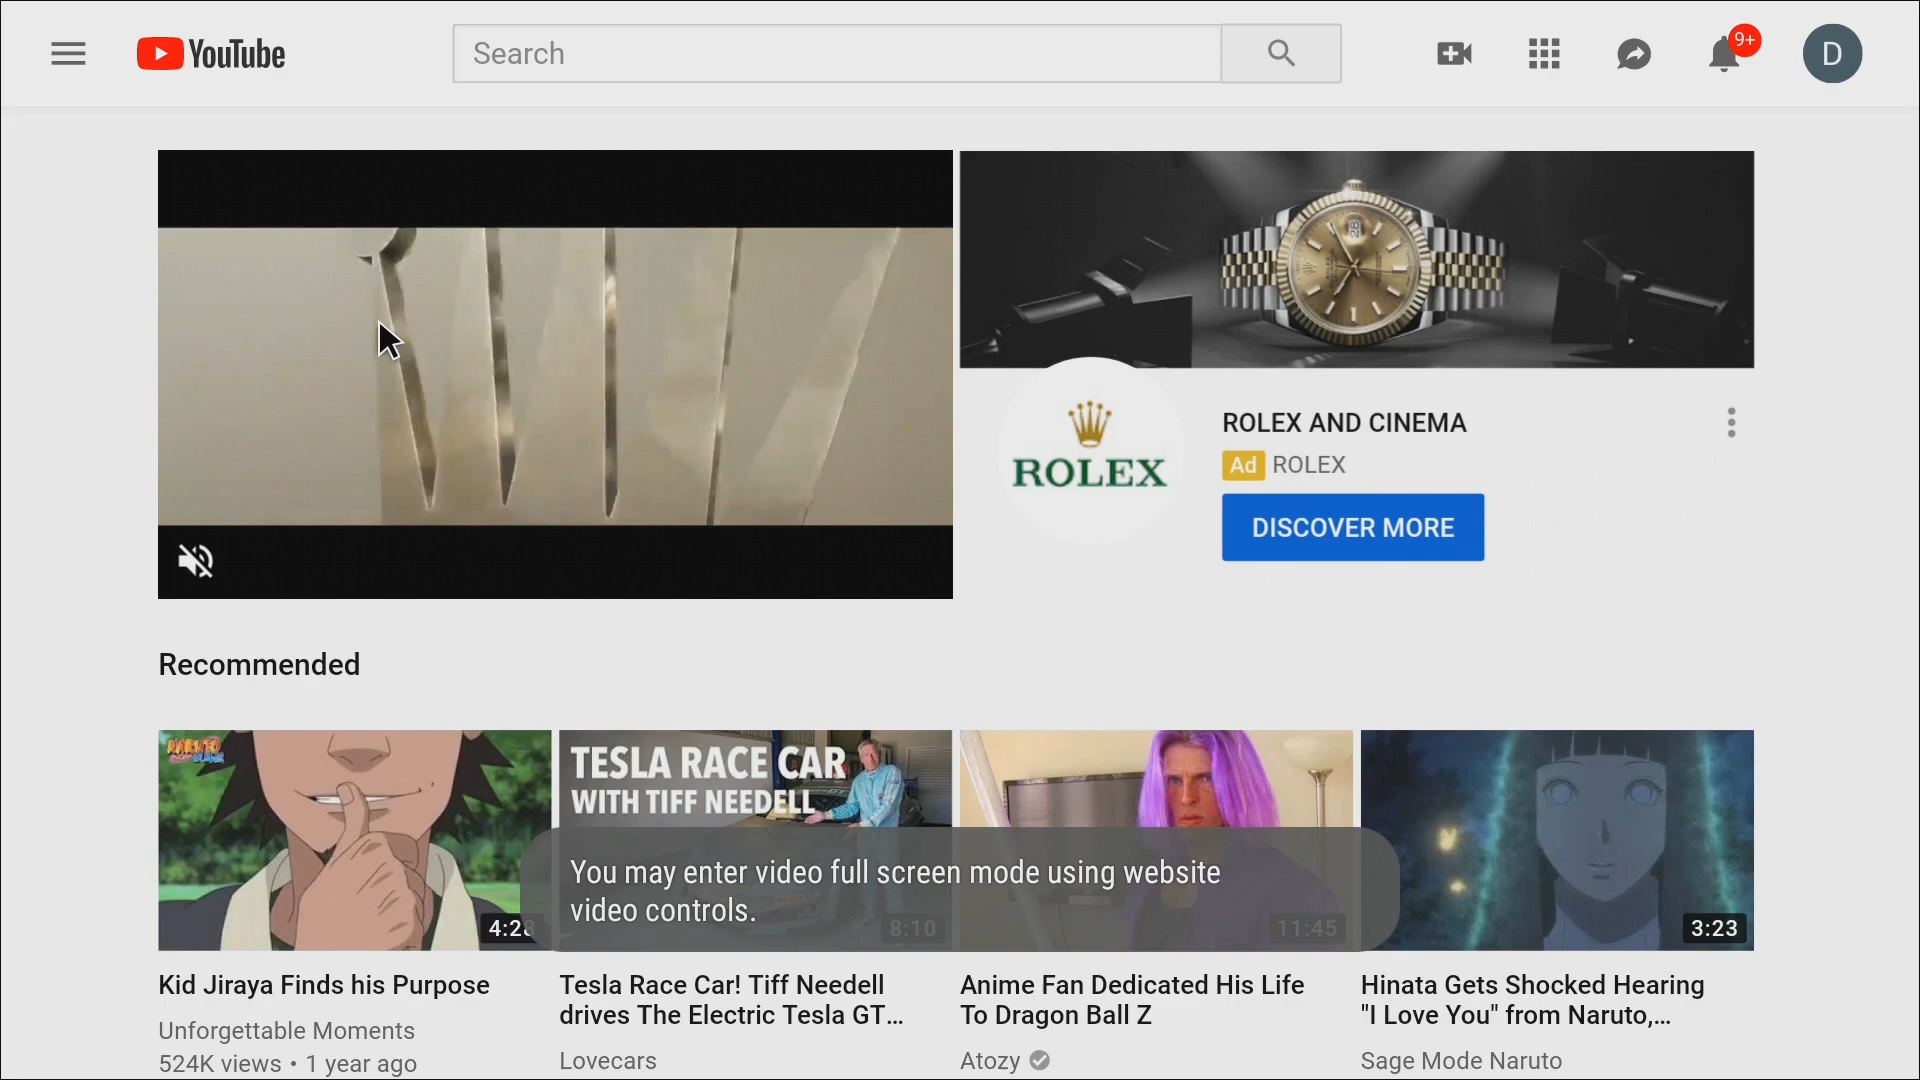 YouTube
Search
9+
D
ROLEX
ROLEX AND CINEMA
Ad ROLEX
DISCOVER MORE
Recommended
NARUTO
4:28
TESLA RACE CAR
WITH TIFF NEEDELL
8:10
11:45
3:23
You may enter video full screen mode using website
video controls.
Kid Jiraya Finds his Purpose
Unforgettable Moments
524K views • 1 year ago
Tesla Race Car! Tiff Needell
drives The Electric Tesla GT...
Lovecars
Anime Fan Dedicated His Life
To Dragon Ball Z
Atozy
Hinata Gets Shocked Hearing
"I Love You" from Naruto,...
Sage Mode Naruto